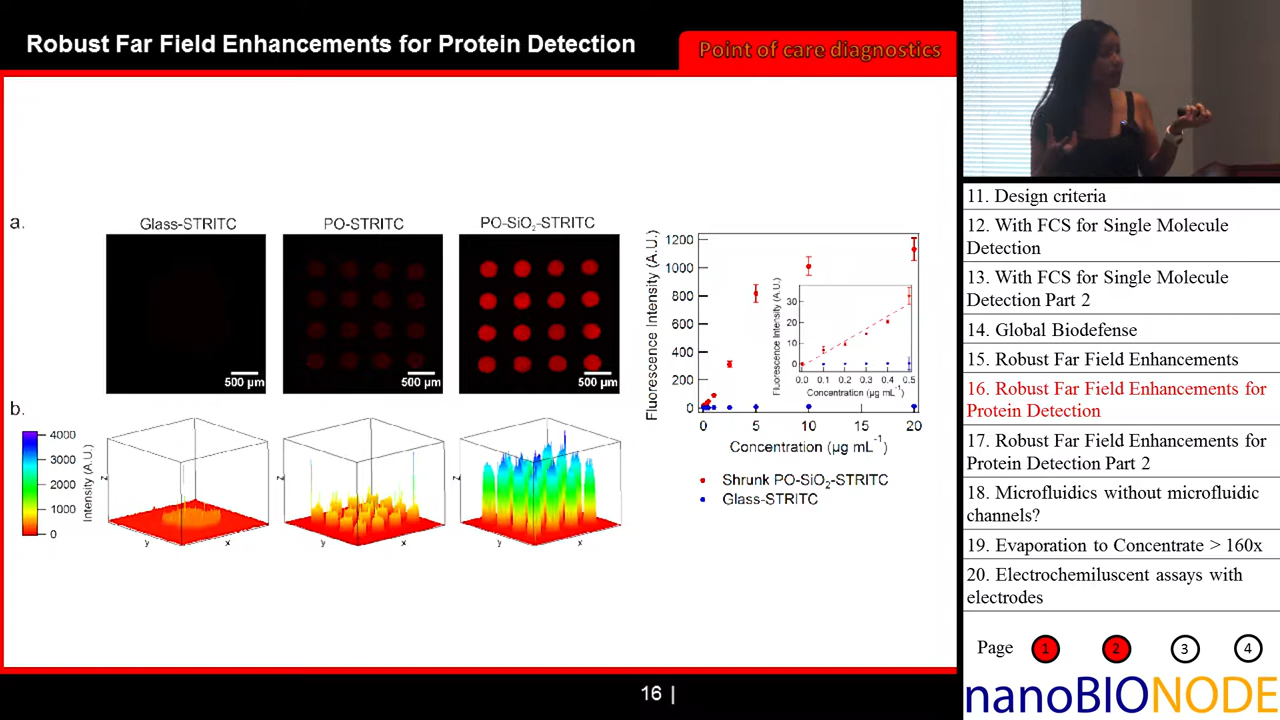 Robust Far Field Enhancements for Protein Detection
Point of care diagnostics
a.
Glass-STRITC
PO-STRITC
PO-SiO2-STRITC
500 µm
500 µm
500 µm
b.
4000
3000
2000
1000
0
Intensity (A.U.)
z
y
x
z
y
x
z
y
x
Fluorescence Intensity (A.U.)
1200
1000
800
600
400
200
0
0
5
10
15
20
Concentration (µg mL-1)
Fluorescence Intensity (A.U.)
30
20
10
0
0.0
0.1
0.2
0.3
0.4
0.5
Concentration (µg mL-1)
Shrunk PO-SiO2-STRITC
Glass-STRITC
16 |
11. Design criteria
12. With FCS for Single Molecule
Detection
13. With FCS for Single Molecule
Detection Part 2
14. Global Biodefense
15. Robust Far Field Enhancements
16. Robust Far Field Enhancements for
Protein Detection
17. Robust Far Field Enhancements for
Protein Detection Part 2
18. Microfluidics without microfluidic
channels?
19. Evaporation to Concentrate > 160x
20. Electrochemiluscent assays with
electrodes
Page 1 2 3 4
nanoBIONODE